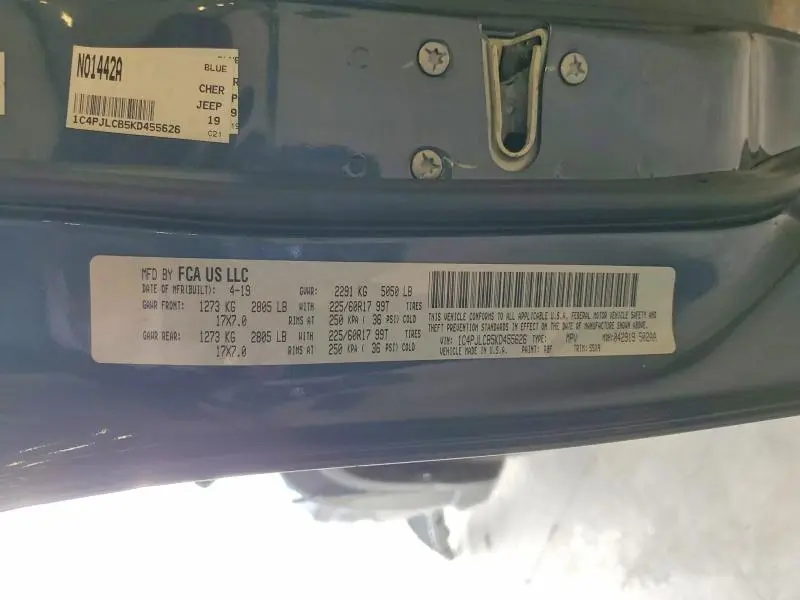 N01442A
BLUE
CHER
JEEP
19
C21
1C4PJLCB5KD455626
MFD BY FCA US LLC
DATE OF MFR(BUILT): 4-19 GVWR: 2291 KG 5050 LB
GAWR FRONT: 1273 KG 2805 LB WITH 225/60R17 99T TIRES
17X7.0 RIMS AT 250 KPA ( 36 PSI) COLD
GAWR REAR: 1273 KG 2805 LB WITH 225/60R17 99T TIRES
17X7.0 RIMS AT 250 KPA ( 36 PSI) COLD
THIS VEHICLE CONFORMS TO ALL APPLICABLE U.S.A. FEDERAL MOTOR VEHICLE SAFETY AND
THEFT PREVENTION STANDARDS IN EFFECT ON THE DATE OF MANUFACTURE SHOWN ABOVE.
VIN: 1C4PJLCB5KD455626 TYPE: MPV MDH:042919
VEHICLE MADE IN U.S.A. PAINT: TRIM: